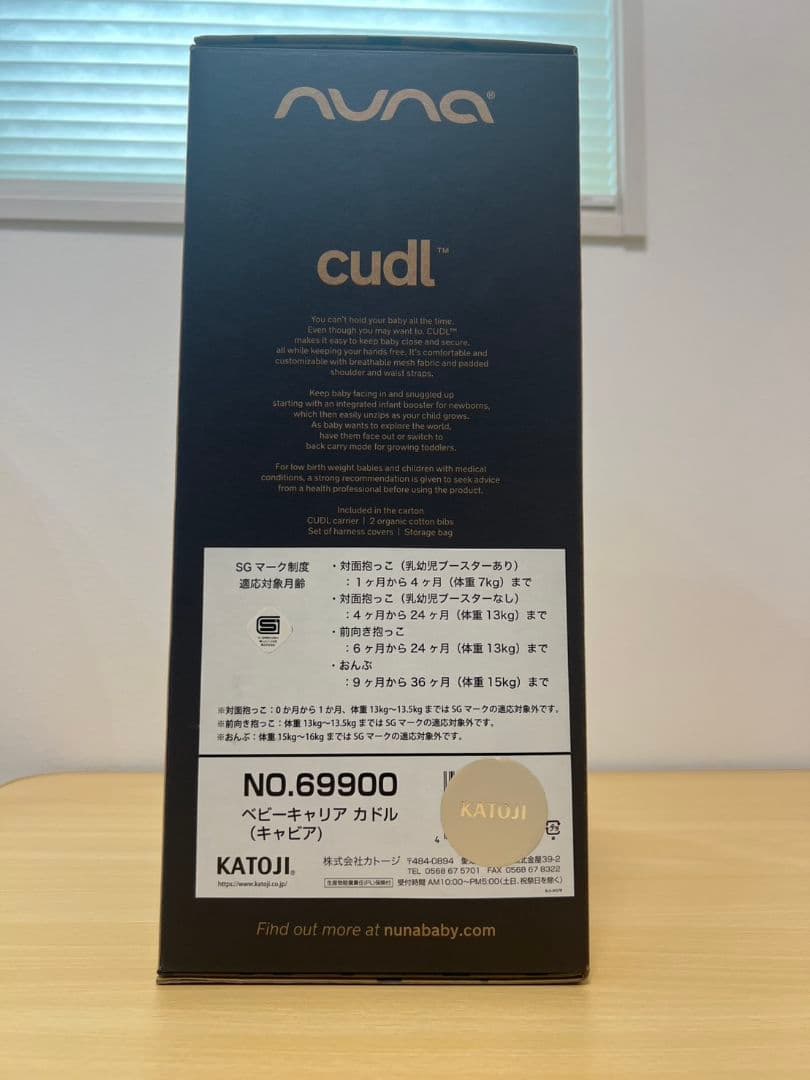 nuna®
cudl™
You can't hold your baby all the time.
Even though you may want to. CUDL™
makes it easy to keep baby close and secure,
all while keeping your hands free. It's comfortable and
customizable with breathable mesh fabric and padded
shoulder and waist straps.
Keep baby facing in and snuggled up
starting with an integrated infant booster for newborns,
which then easily unzips as your child grows.
As baby wants to explore the world,
have them face out or switch to
back carry mode for growing toddlers.
For low birth weight babies and children with medical
conditions, a strong recommendation is given to seek advice
from a health professional before using the product.
Included in the carton
CUDL carrier | 2 organic cotton bibs
Set of harness covers | Storage bag
SGマーク制度
適応対象月齢
・対面抱っこ（乳幼児ブースターあり）
：1ヶ月から4ヶ月（体重7kg）まで
・対面抱っこ（乳幼児ブースターなし）
：4ヶ月から24ヶ月（体重13kg）まで
・前向き抱っこ
：6ヶ月から24ヶ月（体重13kg）まで
・おんぶ
：9ヶ月から36ヶ月（体重15kg）まで
※対面抱っこ：0か月から1か月、体重13kg～13.5kgまではSGマークの適応対象外です。
※前向き抱っこ：体重13kg～13.5kgまではSGマークの適応対象外です。
※おんぶ：体重15kg～16kgまではSGマークの適応対象外です。
NO.69900
ベビーキャリア カドル
（キャビア）
KATOJI
4
KATOJI®
https://www.katoji.co.jp/
株式会社カトージ 〒484-0894 北金屋39-2
TEL 0568 67 5701 FAX 0568 67 8322
生産物賠償責任(PL)保険付 受付時間 AM10:00～PM5:00(土日、祝祭日を除く)
Find out more at nunababy.com